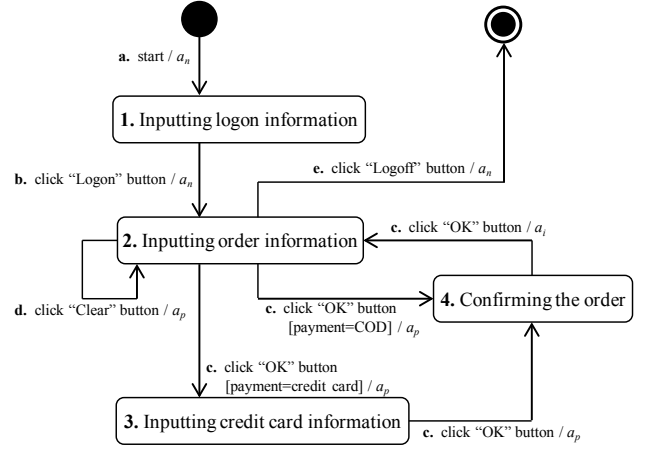 a. start / aₙ
1. Inputting logon information
b. click “Logon” button / aₙ
e. click “Logoff” button / aₙ
2. Inputting order information
c. click “OK” button / aᵢ
d. click “Clear” button / aₚ
c. click “OK” button
[payment=COD] / aₚ
4. Confirming the order
c. click “OK” button
[payment=credit card] / aₚ
3. Inputting credit card information
c. click “OK” button / aₚ